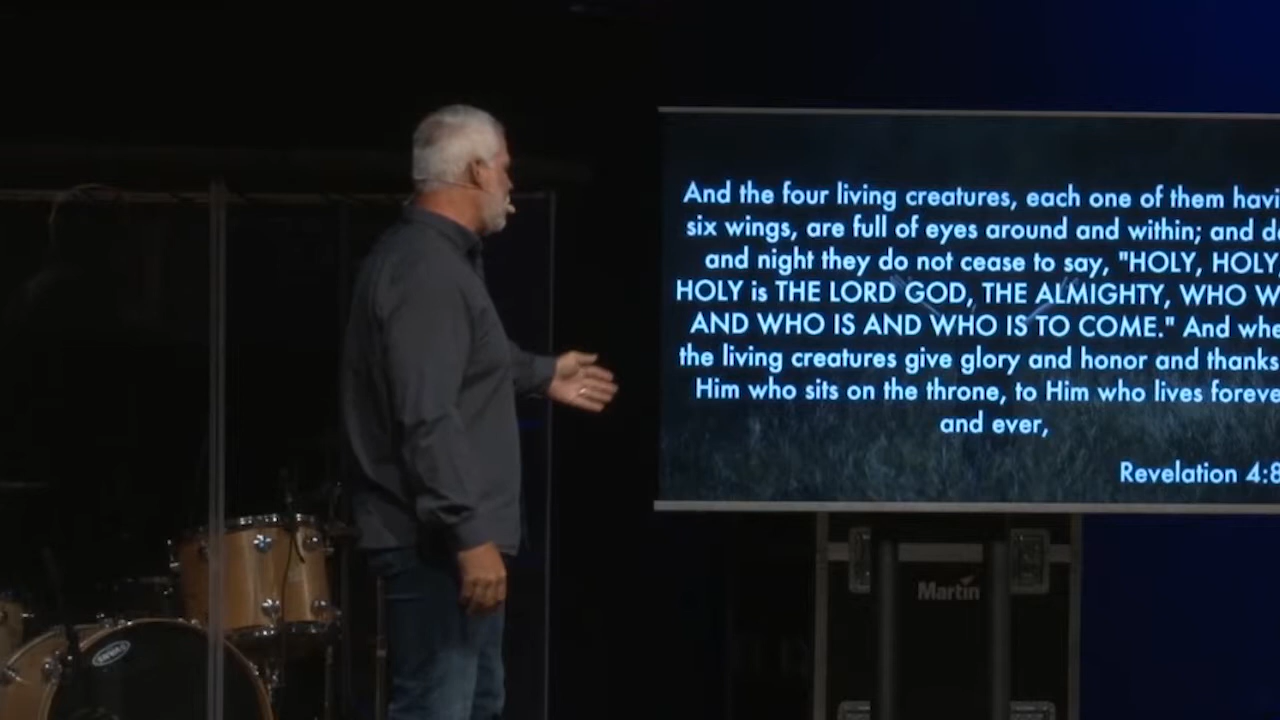 And the four living creatures, each one of them havi
six wings, are full of eyes around and within; and d
and night they do not cease to say, "HOLY, HOLY,
HOLY is THE LORD GOD, THE ALMIGHTY, WHO W
AND WHO IS AND WHO IS TO COME." And whe
the living creatures give glory and honor and thanks
Him who sits on the throne, to Him who lives foreve
and ever,
Revelation 4:8
Martin
EVANS